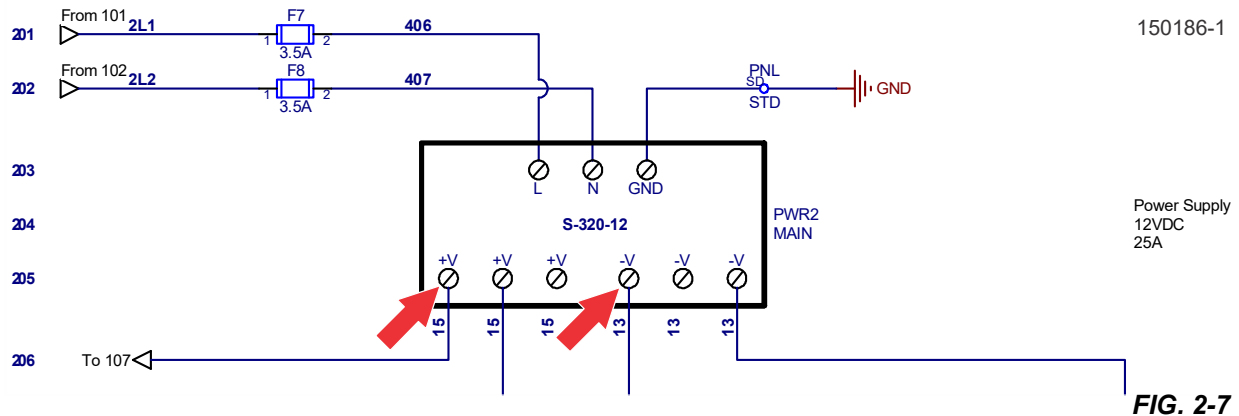 From 101
201
2L1
F7
1
2
3.5A
406
150186-1
From 102
202
2L2
F8
1
2
3.5A
407
PNL
SD
STD
GND
203
L
N
GND
204
S-320-12
PWR2
MAIN
Power Supply
12VDC
25A
205
+V
+V
+V
-V
-V
-V
15
15
15
13
13
13
206
To 107
FIG. 2-7